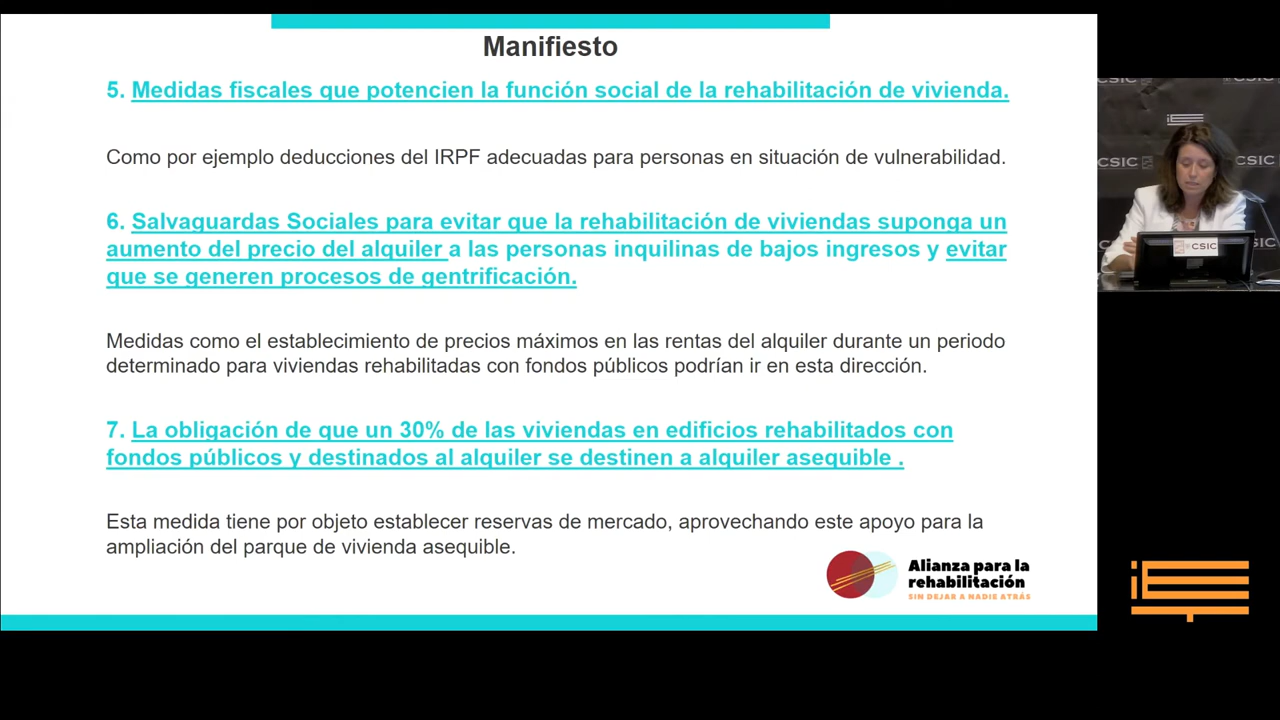 Manifiesto
5. Medidas fiscales que potencien la función social de la rehabilitación de vivienda.
Como por ejemplo deducciones del IRPF adecuadas para personas en situación de vulnerabilidad.
6. Salvaguardas Sociales para evitar que la rehabilitación de viviendas suponga un
aumento del precio del alquiler a las personas inquilinas de bajos ingresos y evitar
que se generen procesos de gentrificación.
Medidas como el establecimiento de precios máximos en las rentas del alquiler durante un periodo
determinado para viviendas rehabilitadas con fondos públicos podrían ir en esta dirección.
7. La obligación de que un 30% de las viviendas en edificios rehabilitados con
fondos públicos y destinados al alquiler se destinen a alquiler asequible .
Esta medida tiene por objeto establecer reservas de mercado, aprovechando este apoyo para la
ampliación del parque de vivienda asequible.
Alianza para la
rehabilitación
SIN DEJAR A NADIE ATRÁS
CSIC
CSIC
CSIC
CSIC
CSIC